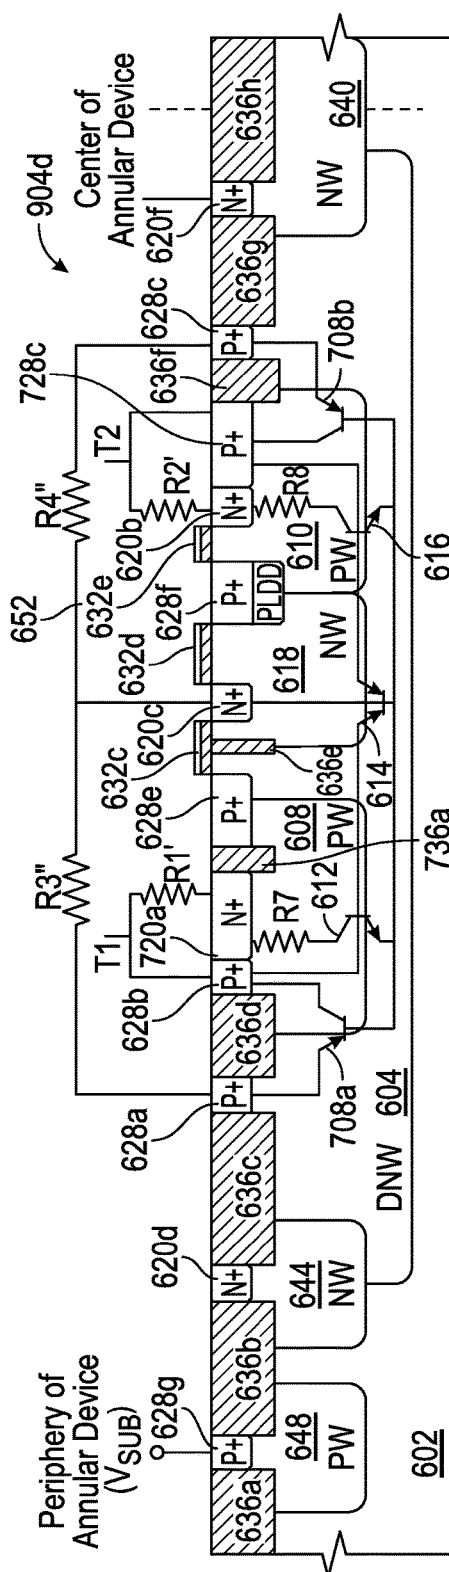 904d
Center of
Annular Device
Periphery of
Annular Device
(VSUB)
652
R3"
R4"
T1
T2
R1'
R2'
728c
628c
636f
620f
620b
632e
628f
632d
620c
632c
628e
720a
628b
628a
620d
628g
636a
P+
636b
N+
636c
P+
636d
P+
N+
P+
N+
P+
N+
P+
P+
636g
N+
636h
PLDD
R7
R8
612
608
PW
618
NW
610
PW
708b
616
636e
614
736a
708a
648
PW
644
NW
DNW
604
NW
640
602